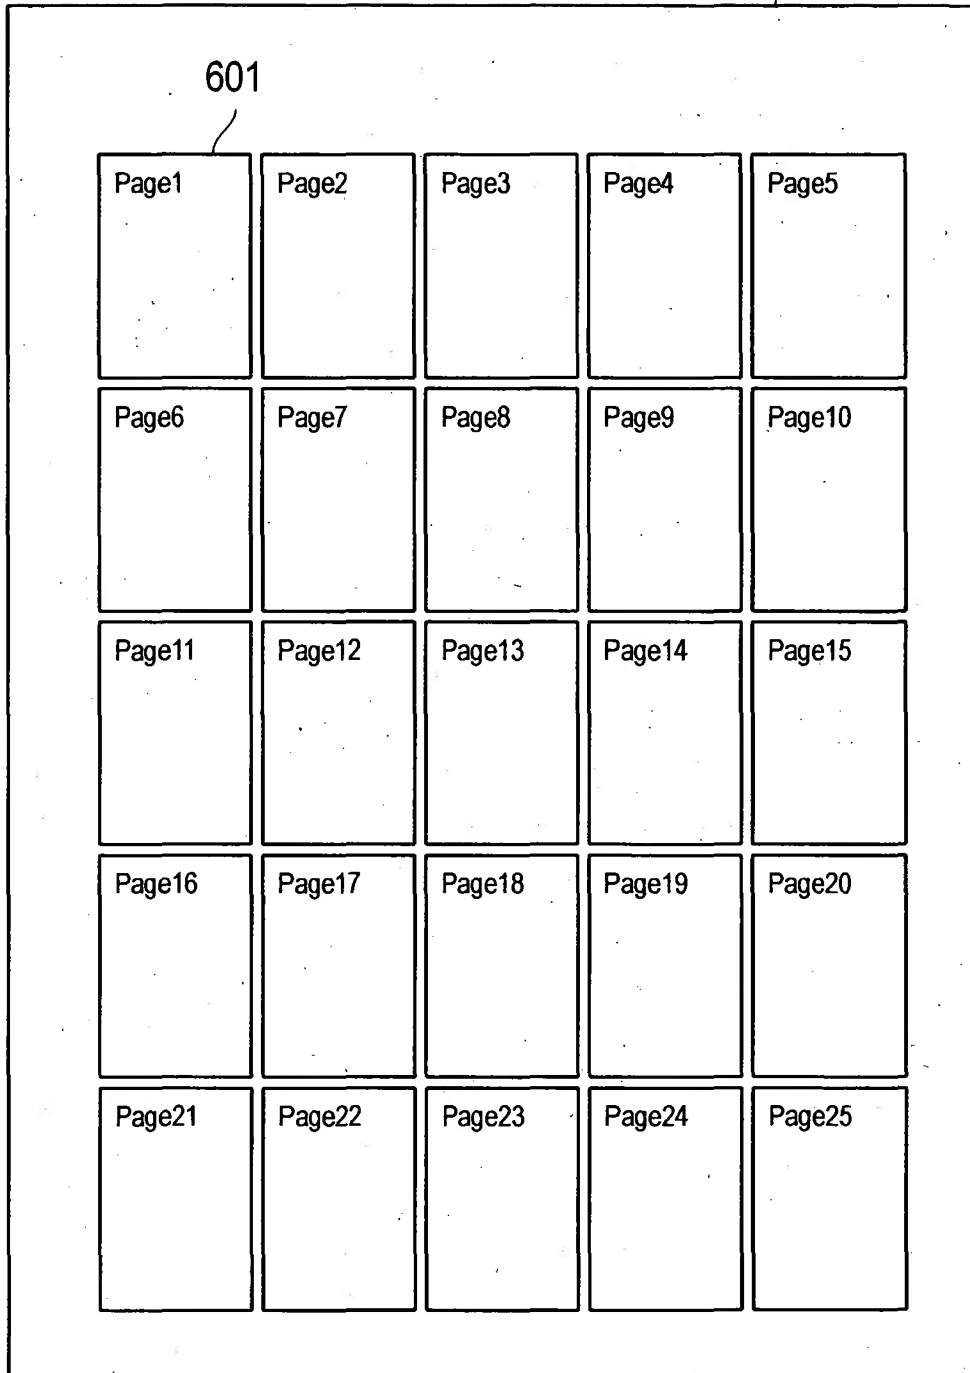 601
Page1 Page2 Page3 Page4 Page5
Page6 Page7 Page8 Page9 Page10
Page11 Page12 Page13 Page14 Page15
Page16 Page17 Page18 Page19 Page20
Page21 Page22 Page23 Page24 Page25